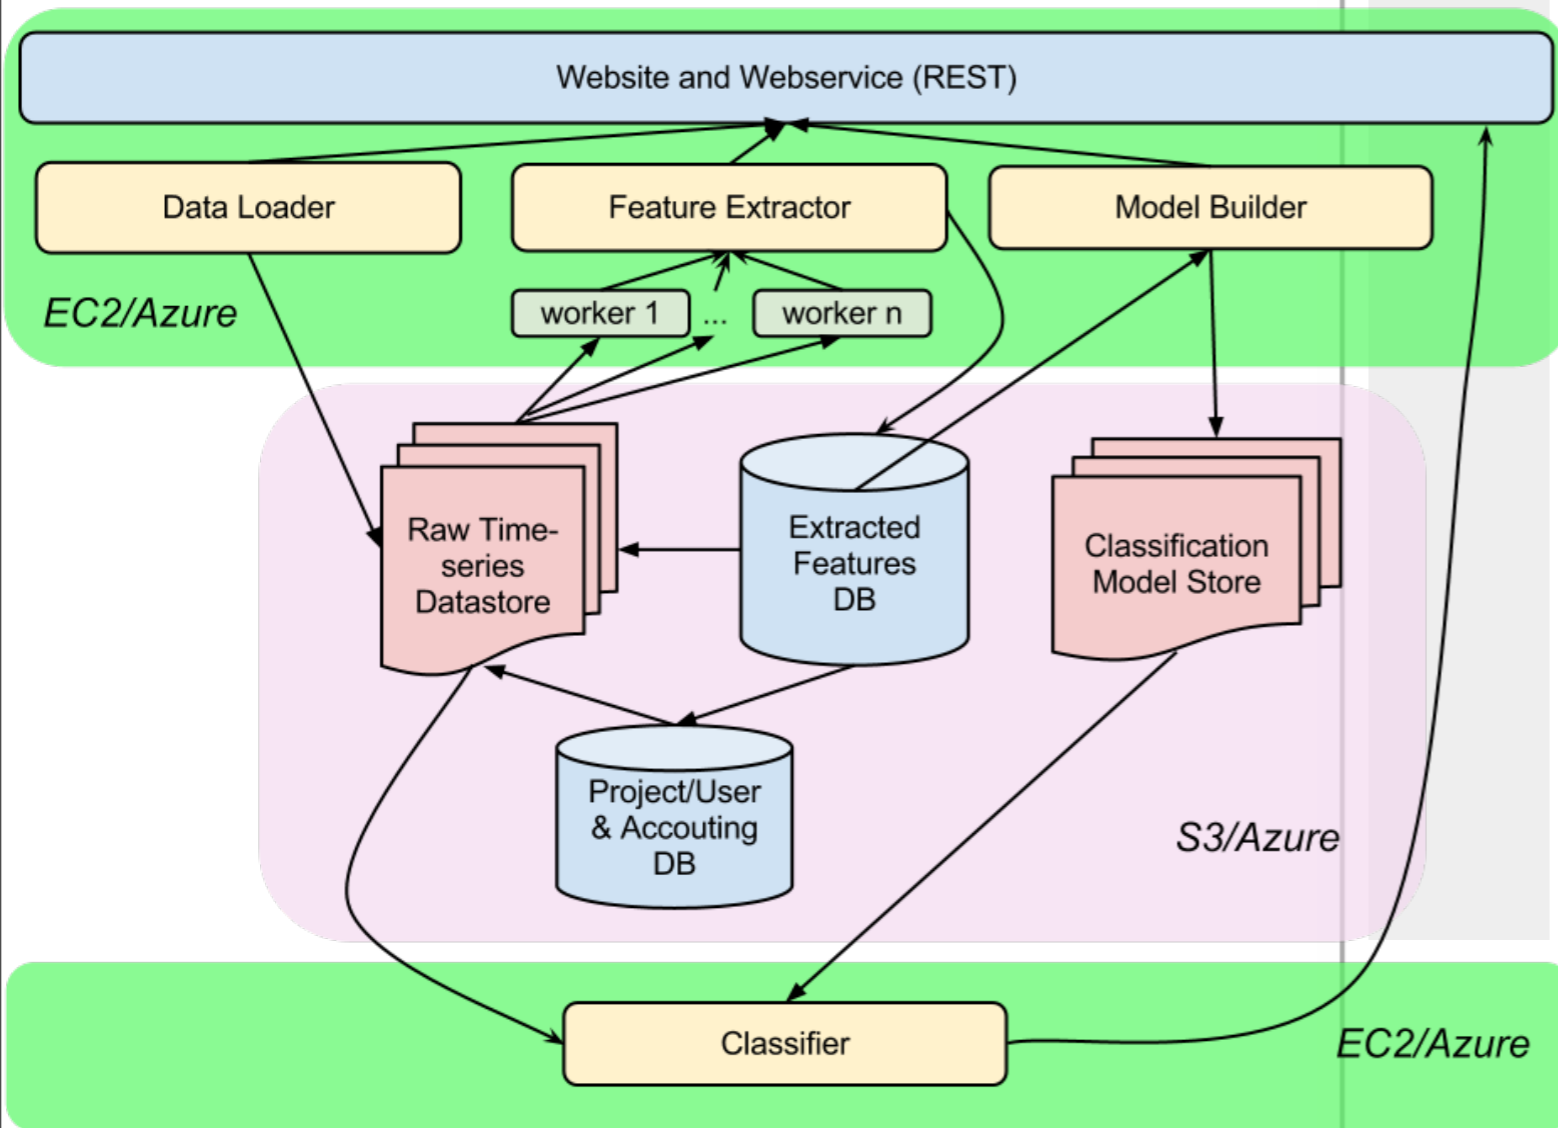 Website and Webservice (REST)
Data Loader
Feature Extractor
Model Builder
EC2/Azure
worker 1
...
worker n
Raw Time-
series
Datastore
Extracted
Features
DB
Classification
Model Store
Project/User
& Accouting
DB
S3/Azure
Classifier
EC2/Azure